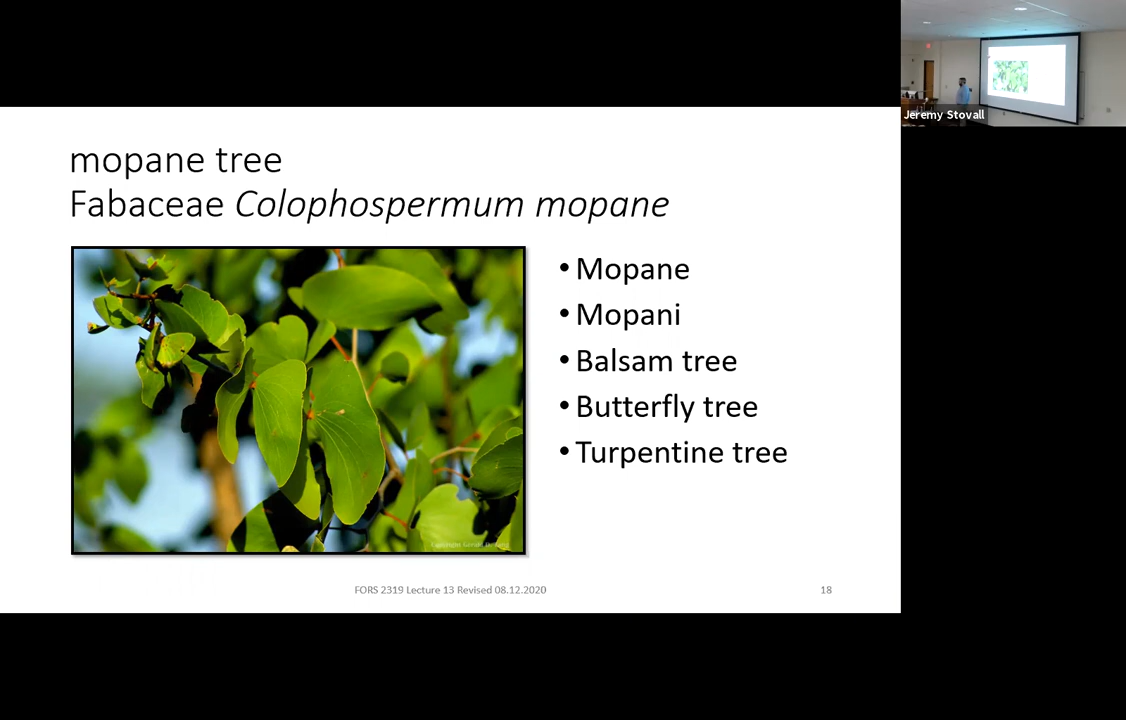 Jeremy Stovall
mopane tree
Fabaceae Colophospermum mopane
• Mopane
• Mopani
• Balsam tree
• Butterfly tree
• Turpentine tree
FORS 2319 Lecture 13 Revised 08.12.2020
18